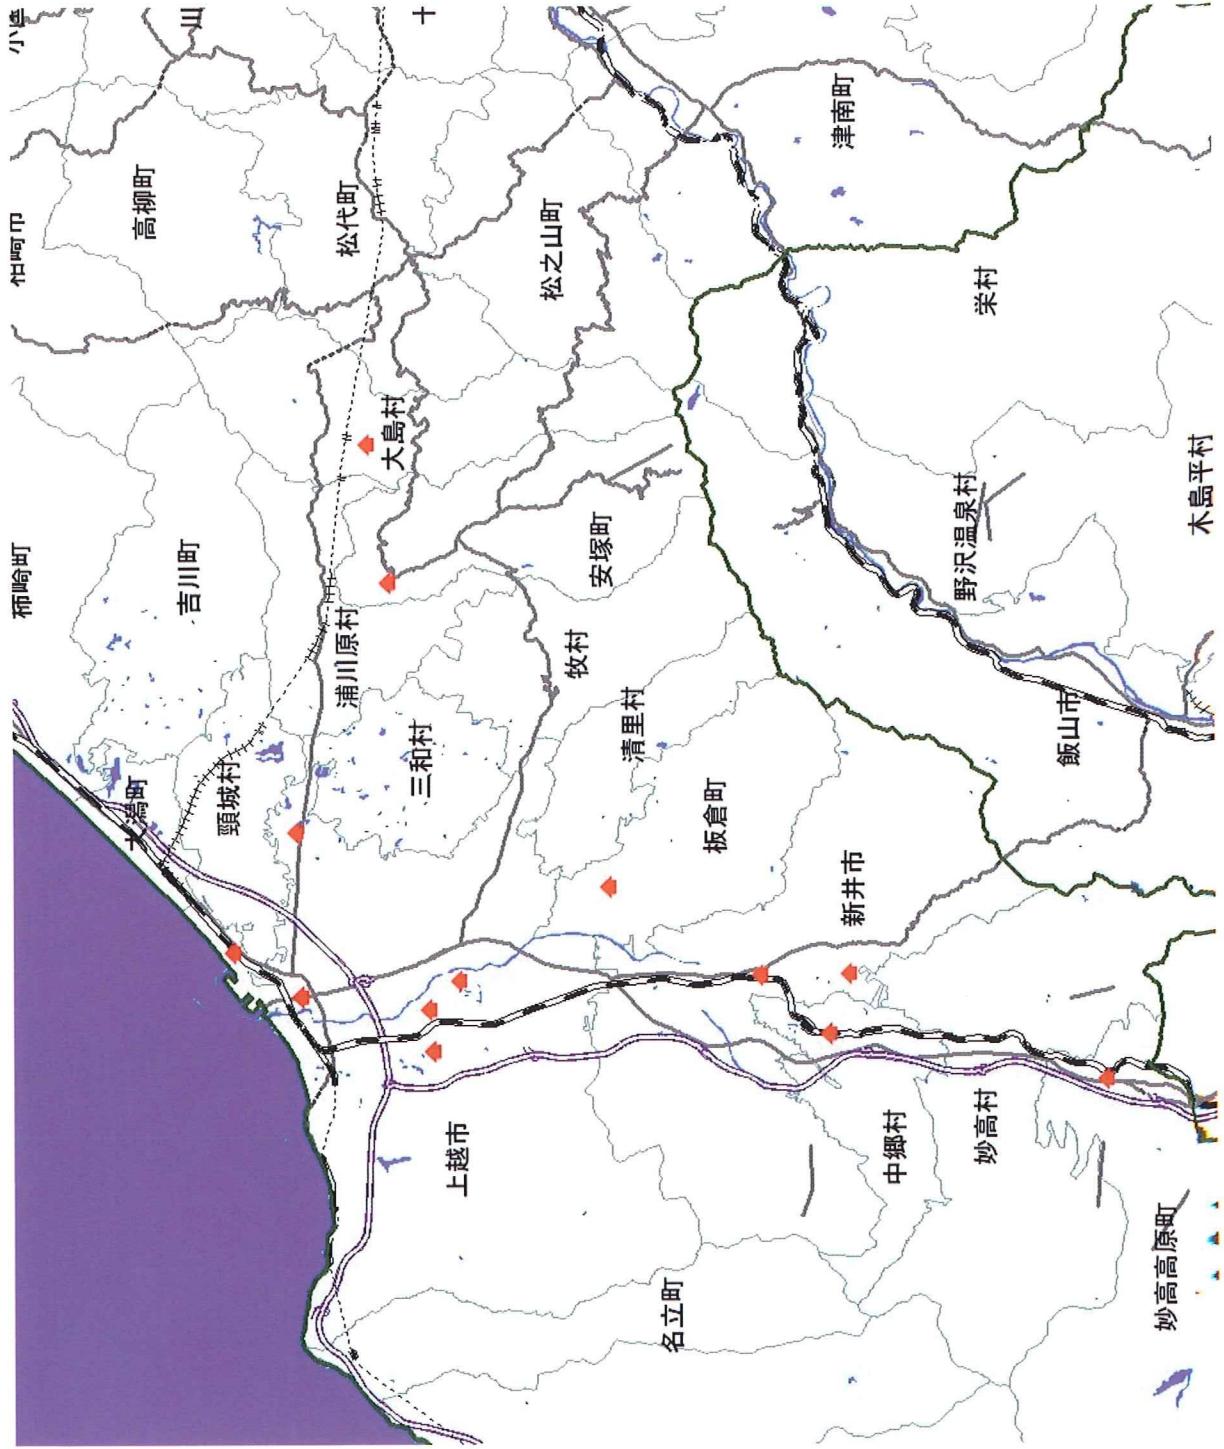 柿崎町
柏崎市
大潟町
高柳町
吉川町
頸城村
浦川原村
松代町
大島村
三和村
上越市
松之山町
牧村
安塚町
清里村
名立町
板倉町
津南町
新井市
中郷村
野沢温泉村
妙高村
栄村
飯山市
妙高高原町
木島平村